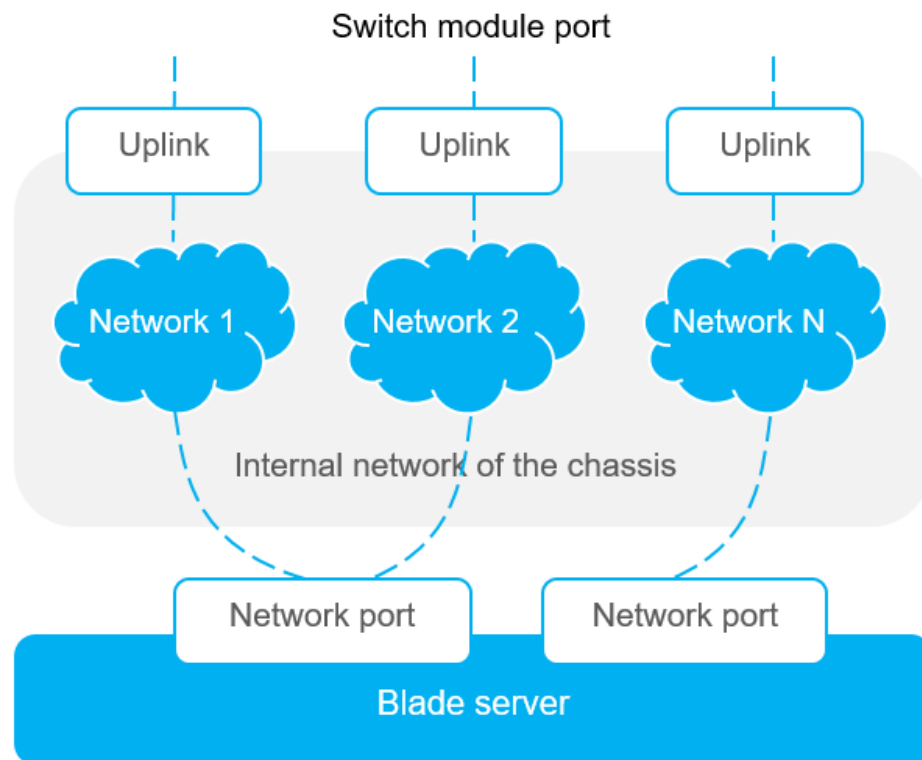 Switch module port
Uplink
Uplink
Uplink
Network 1
Network 2
Network N
Internal network of the chassis
Network port
Network port
Blade server